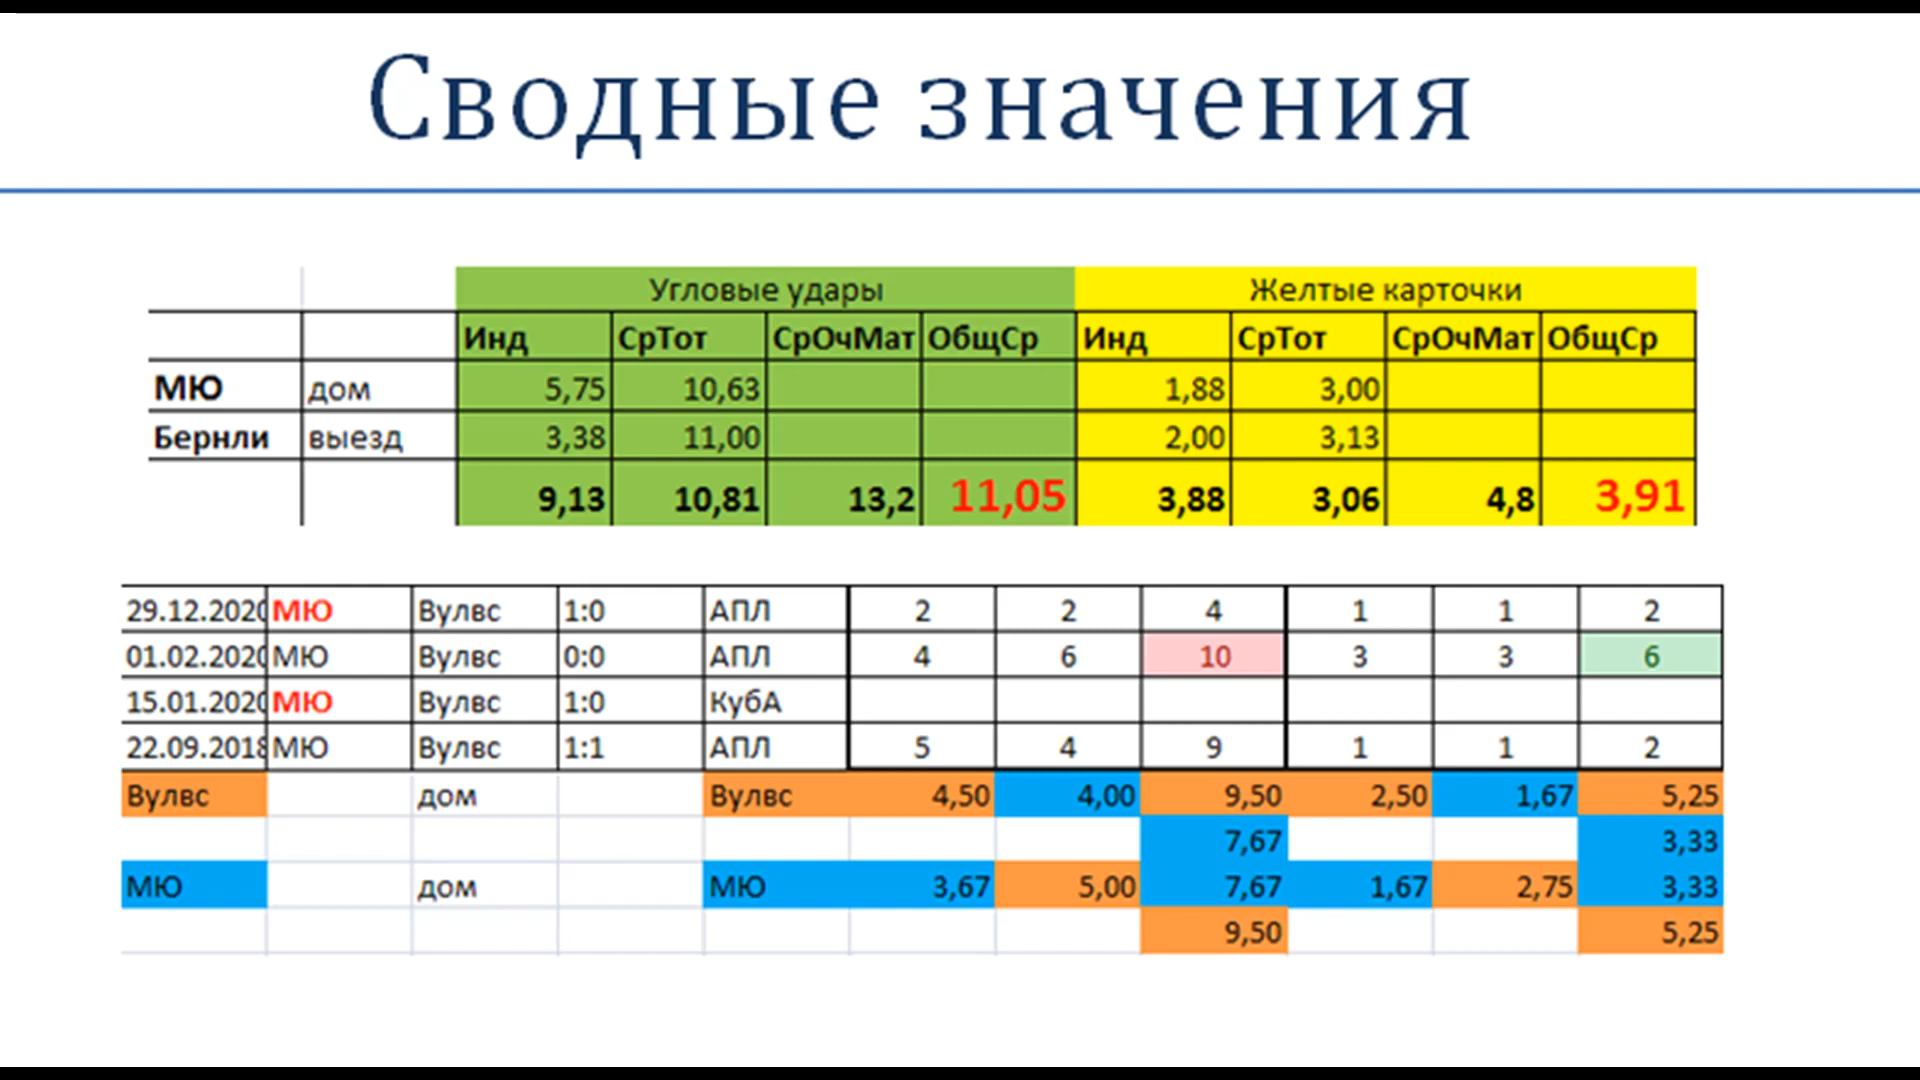 Сводные значения
Угловые удары Желтые карточки
Инд СрТот СрОчМат ОбщСр Инд СрТот СрОчМат ОбщСр
МЮ дом 5,75 10,63 1,88 3,00
Бернли выезд 3,38 11,00 2,00 3,13
9,13 10,81 13,2 11,05 3,88 3,06 4,8 3,91
29.12.2020 МЮ Вулвс 1:0 АПЛ 2 2 4 1 1 2
01.02.2020 МЮ Вулвс 0:0 АПЛ 4 6 10 3 3 6
15.01.2020 МЮ Вулвс 1:0 КубА
22.09.2018 МЮ Вулвс 1:1 АПЛ 5 4 9 1 1 2
Вулвс дом Вулвс 4,50 4,00 9,50 2,50 1,67 5,25
7,67 3,33
МЮ дом МЮ 3,67 5,00 7,67 1,67 2,75 3,33
9,50 5,25